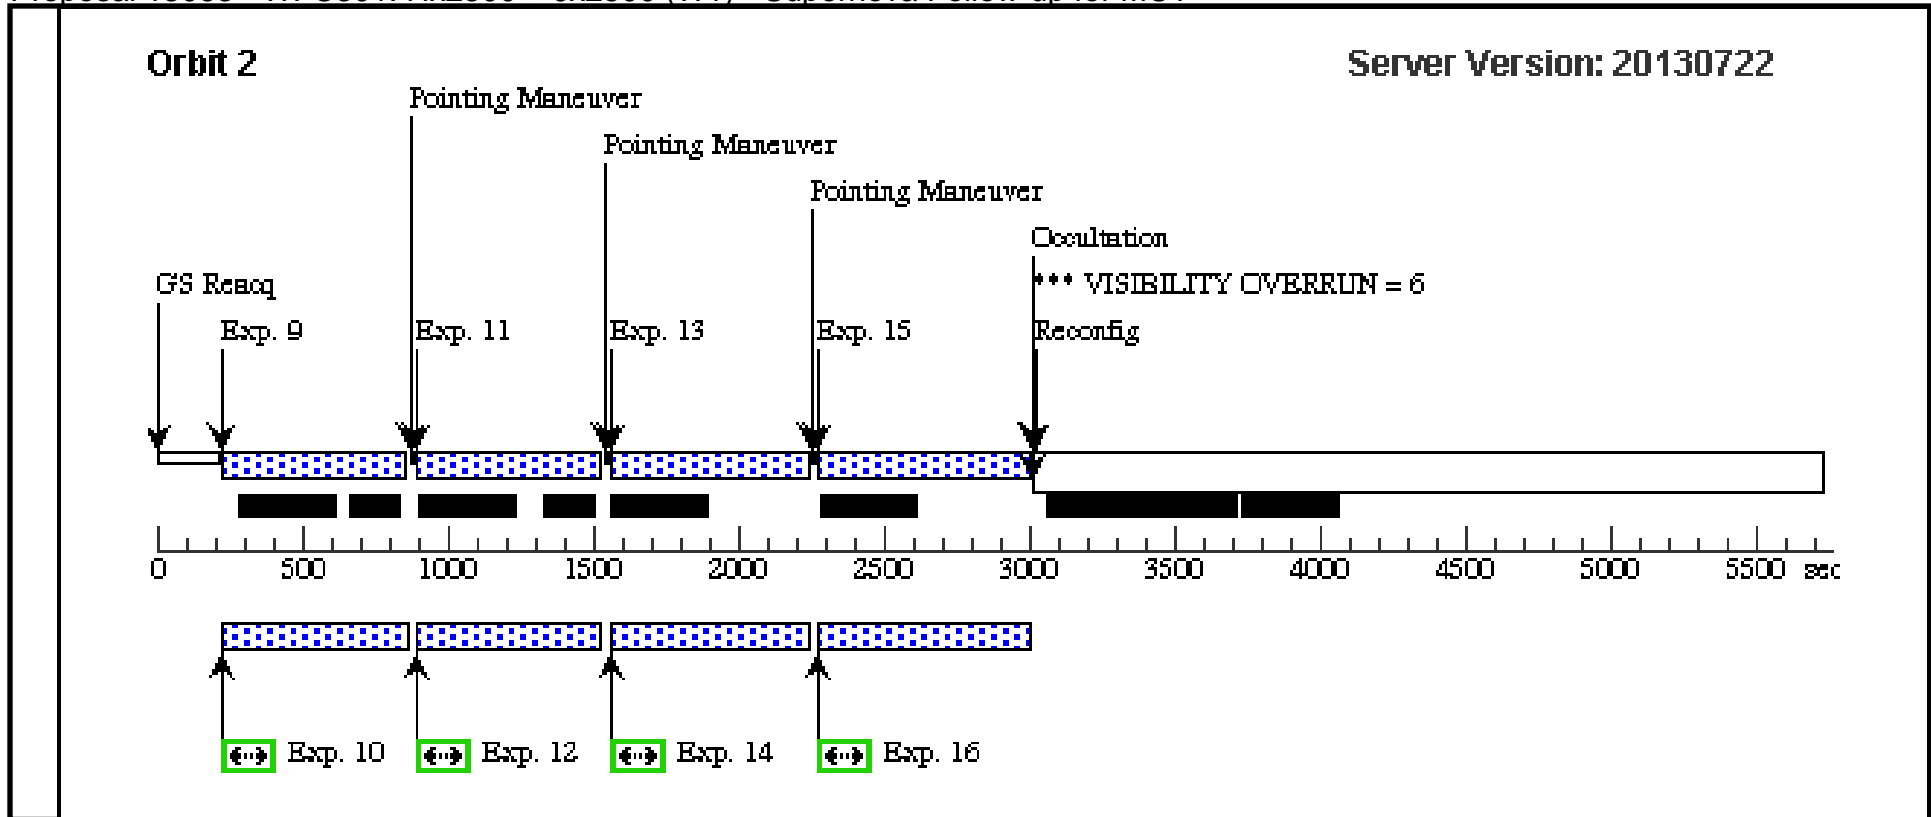 Orbit 2
Server Version: 20130722
Pointing Maneuver
Pointing Maneuver
Pointing Maneuver
Occultation
GS Reacq
*** VISIBILITY OVERRUN = 6
Exp. 9
Exp. 11
Exp. 13
Exp. 15
Reconfig
0 500 1000 1500 2000 2500 3000 3500 4000 4500 5000 5500 sec
Exp. 10
Exp. 12
Exp. 14
Exp. 16